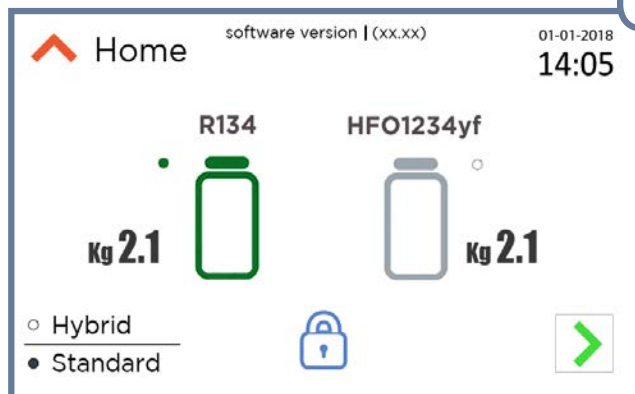 Home
software version | (xx.xx)
01-01-2018
14:05
R134
HFO1234yf
Kg 2.1
Kg 2.1
Hybrid
Standard